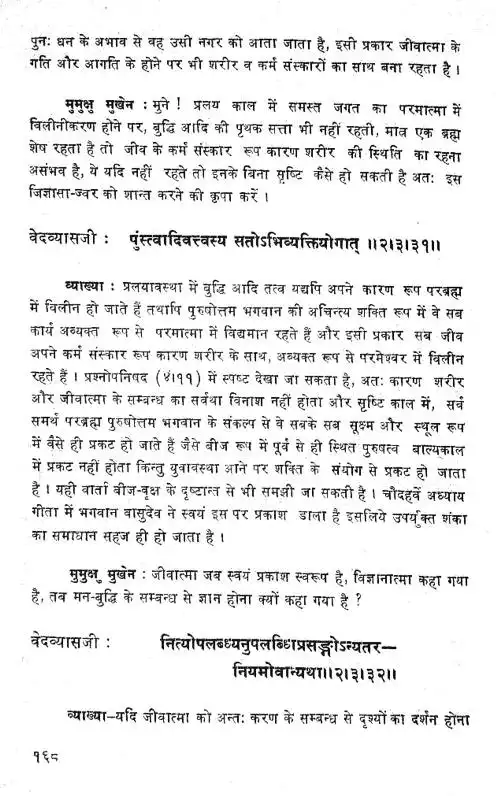 पुनः धन के अभाव से वह उसी नगर को आता जाता है, इसी प्रकार जीवात्मा के
गति और आगति के होने पर भी शरीर व कर्म संस्कारों का साथ बना रहता है ।
मुमुक्षु मुखेन : मुने ! प्रलय काल में समस्त जगत का परमात्मा में
विलीनीकरण होने पर, बुद्धि आदि की पृथक सत्ता भी नहीं रहती, मात्र एक ब्रह्म
शेष रहता है तो जीव के कर्म संस्कार रूप कारण शरीर की स्थिति का रहना
असंभव है, ये यदि नहीं रहते तो इनके बिना सृष्टि कैसे हो सकती है अतः इस
जिज्ञासा-ज्वर को शान्त करने की कृपा करें ।
वेदव्यासजी : पुंस्त्वादिवत्त्वस्य सतोऽभिव्यक्तियोगात् ॥२।३।३१॥
व्याख्या : प्रलयावस्था में बुद्धि आदि तत्व यद्यपि अपने कारण रूप परब्रह्म
में विलीन हो जाते हैं तथापि पुरुषोत्तम भगवान की अचिन्त्य शक्ति रूप में वे सब
कार्य अव्यक्त रूप से परमात्मा में विद्यमान रहते हैं और इसी प्रकार सब जीव
अपने कर्म संस्कार रूप कारण शरीर के साथ, अव्यक्त रूप से परमेश्वर में विलीन
रहते हैं । प्रश्नोपनिषद (४।११) में स्पष्ट देखा जा सकता है, अतः कारण शरीर
और जीवात्मा के सम्बन्ध का सर्वथा विनाश नहीं होता और सृष्टि काल में, सर्व
समर्थ परब्रह्म पुरुषोत्तम भगवान के संकल्प से वे सबके सब सूक्ष्म और स्थूल रूप
में वैसे ही प्रकट हो जाते हैं जैसे बीज रूप में पूर्व से ही स्थित पुरुषत्व बाल्यकाल
में प्रकट नहीं होता किन्तु युवावस्था आने पर शक्ति के संयोग से प्रकट हो जाता
है । यही वार्ता बीज-वृक्ष के दृष्टान्त से भी समझी जा सकती है । चौदहवें अध्याय
गीता में भगवान वासुदेव ने स्वयं इस पर प्रकाश डाला है इसलिये उपर्युक्त शंका
का समाधान सहज ही हो जाता है ।
मुमुक्षु मुखेन : जीवात्मा जब स्वयं प्रकाश स्वरूप है, विज्ञानात्मा कहा गया
है, तब मन-बुद्धि के सम्बन्ध से ज्ञान होना क्यों कहा गया है ?
वेदव्यासजी : नित्योपलब्ध्यनुपलब्धिप्रसङ्गोऽन्यतर—
नियमोवान्यथा॥२।३।३२॥
व्याख्या–यदि जीवात्मा को अन्तः करण के सम्बन्ध से दृश्यों का दर्शन होना
१६८